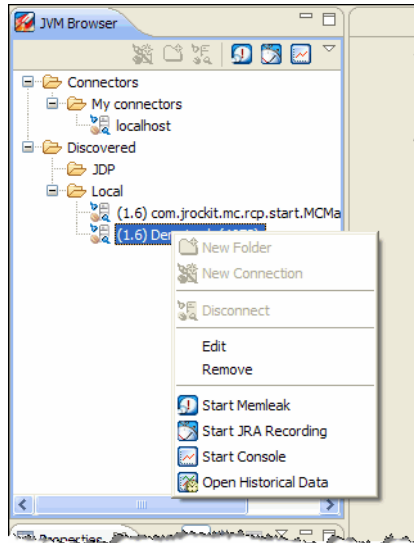 JVM Browser
Connectors
My connectors
localhost
Discovered
JDP
Local
(1.6) com.jrockit.mc.rcp.start.MCMa
(1.6)
New Folder
New Connection
Disconnect
Edit
Remove
Start Memleak
Start JRA Recording
Start Console
Open Historical Data
Properties